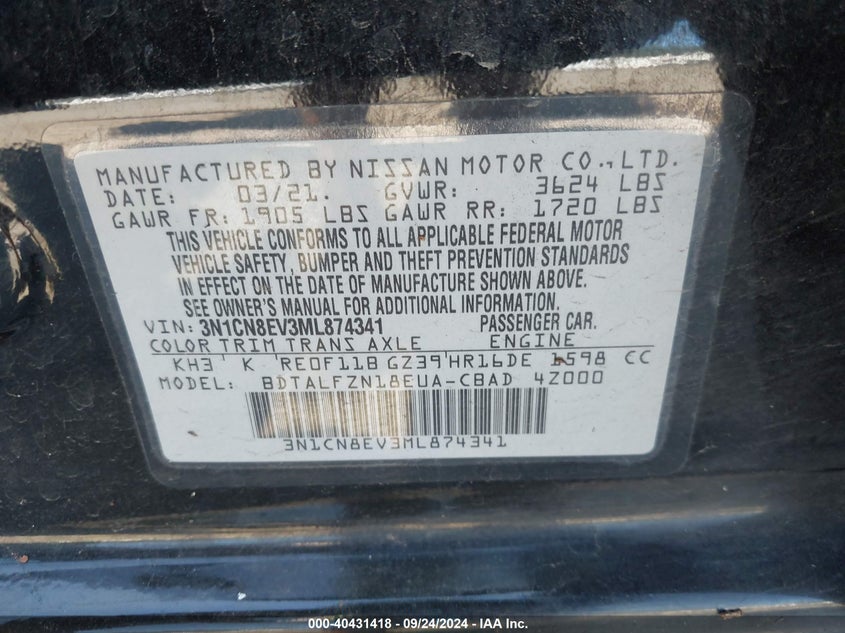 MANUFACTURED BY NISSAN MOTOR CO., LTD.
DATE: 03/21. GVWR: 3624 LBS
GAWR FR: 1905 LBS GAWR RR: 1720 LBS
THIS VEHICLE CONFORMS TO ALL APPLICABLE FEDERAL MOTOR
VEHICLE SAFETY, BUMPER AND THEFT PREVENTION STANDARDS
IN EFFECT ON THE DATE OF MANUFACTURE SHOWN ABOVE.
SEE OWNER'S MANUAL FOR ADDITIONAL INFORMATION.
VIN: 3N1CN8EV3ML874341 PASSENGER CAR.
COLOR TRIM TRANS AXLE ENGINE
KH3 K RE0F11B GZ39 HR16DE 1598 CC
MODEL: BDTALFZN18EUA-CBAD 4Z000
3N1CN8EV3ML874341
000-40431418 - 09/24/2024 - IAA Inc.